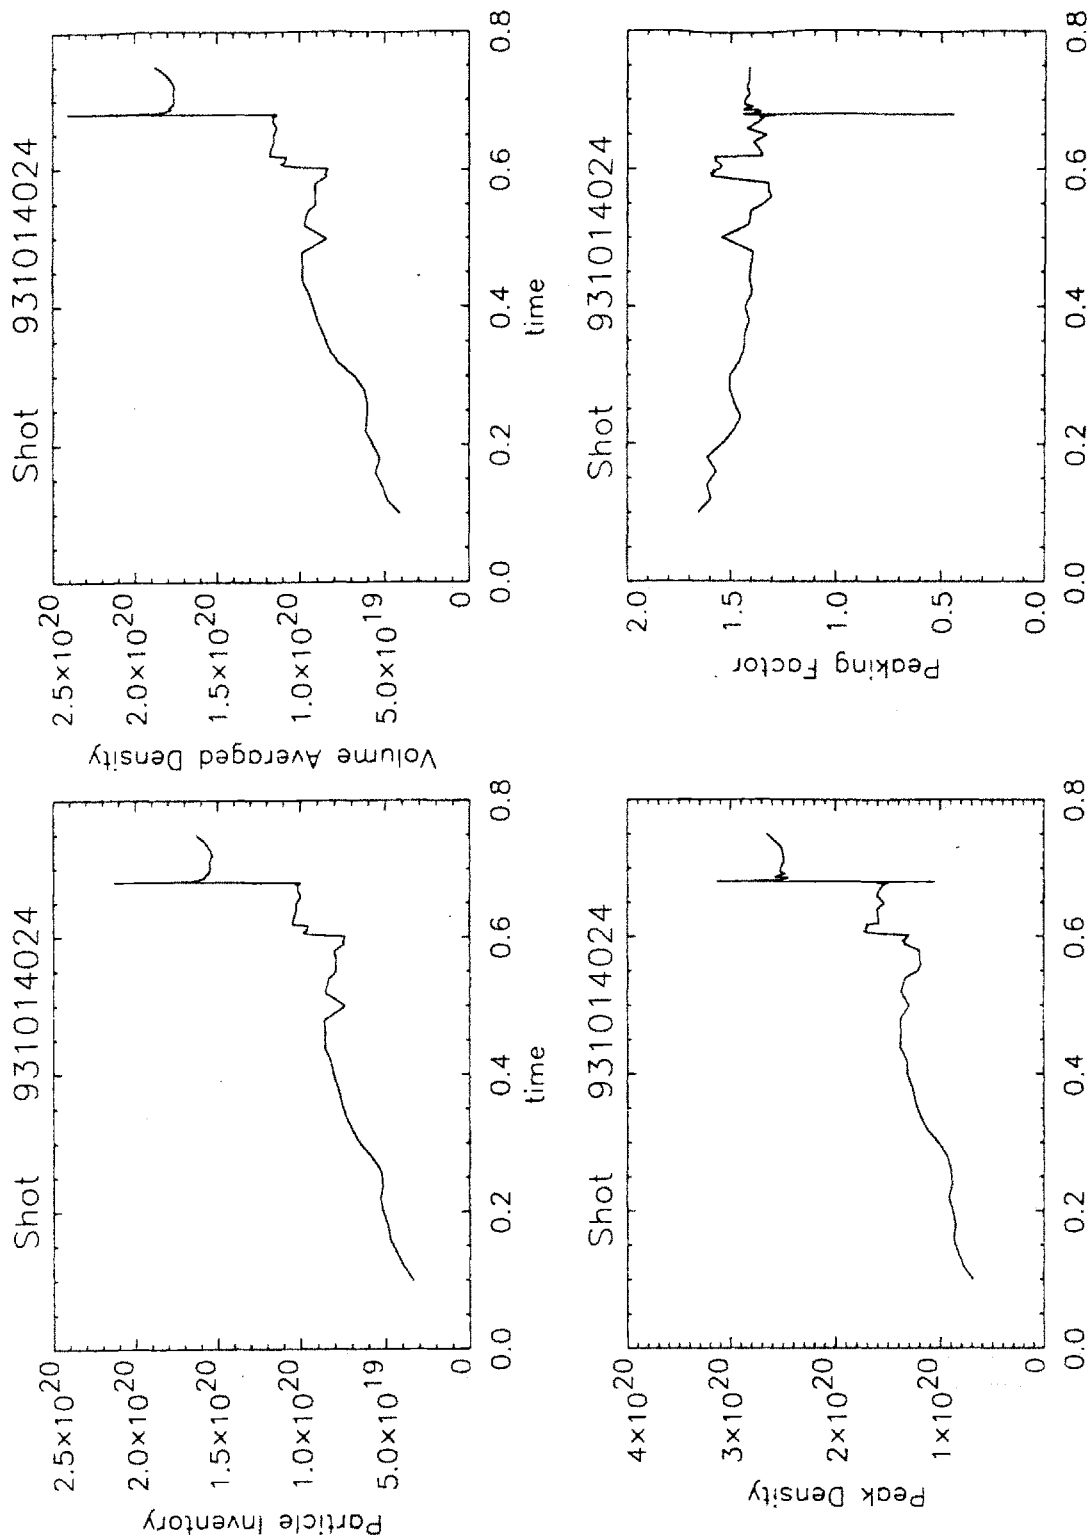 Shot 931014024
Particle Inventory
2.5×10^20
2.0×10^20
1.5×10^20
1.0×10^20
5.0×10^19
0
0.0 0.2 0.4 0.6 0.8
time
Shot 931014024
Volume Averaged Density
2.5×10^20
2.0×10^20
1.5×10^20
1.0×10^20
5.0×10^19
0
0.0 0.2 0.4 0.6 0.8
time
Shot 931014024
Peak Density
4×10^20
3×10^20
2×10^20
1×10^20
0
0.0 0.2 0.4 0.6 0.8
Shot 931014024
Peaking Factor
2.0
1.5
1.0
0.5
0.0
0.0 0.2 0.4 0.6 0.8